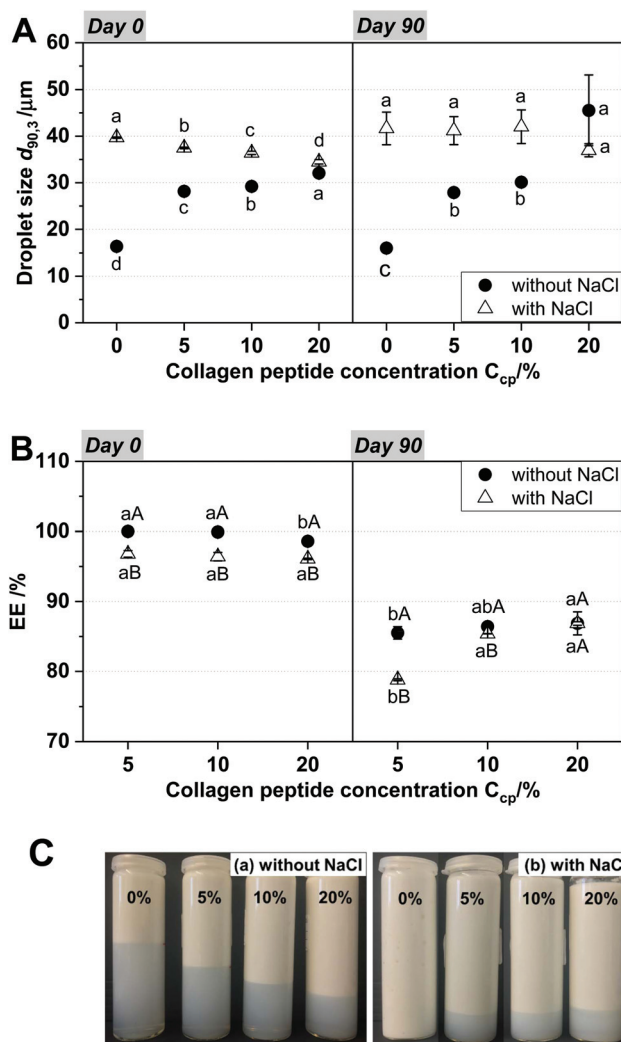 A
Day 0
Day 90
60
50
40
30
20
10
0
Droplet size d90,3 /μm
a
b
c
d
d
c
b
a
a
a
a
a
c
b
b
a
without NaCl
with NaCl
0
5
10
20
0
5
10
20
Collagen peptide concentration Ccp/%
B
Day 0
Day 90
110
100
90
80
70
EE /%
aA
aA
bA
aB
aB
aB
bA
abA
aA
bB
aB
aA
without NaCl
with NaCl
5
10
20
5
10
20
Collagen peptide concentration Ccp/%
C
(a) without NaCl
0%
5%
10%
20%
(b) with NaC
0%
5%
10%
20%